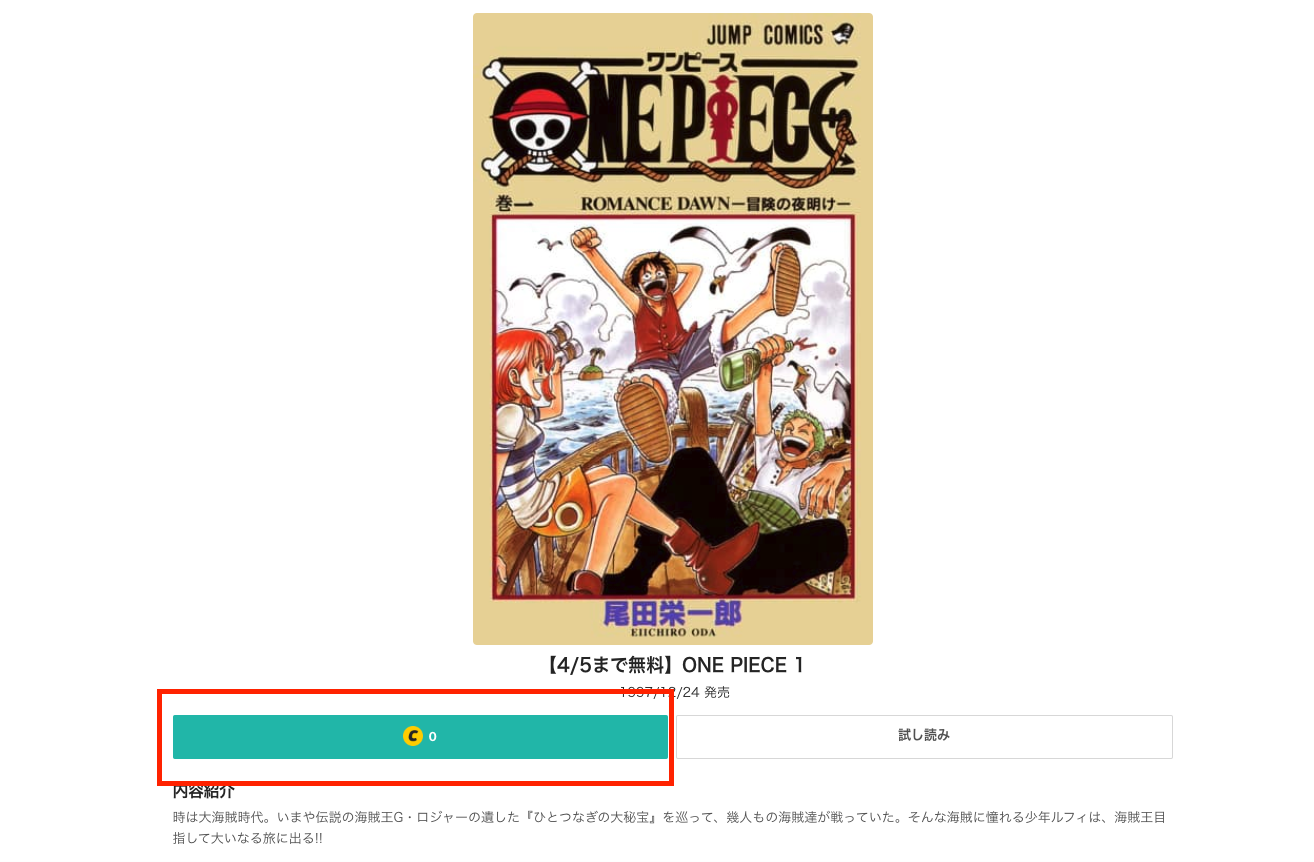 JUMP COMICS
ワンピース
ONE PIECE
巻一 ROMANCE DAWN—冒険の夜明け—
尾田栄一郎
EIICHIRO ODA
【4/5まで無料】ONE PIECE 1
1997/12/24 発売
C 0
試し読み
内容紹介
時は大海賊時代。いまや伝説の海賊王G・ロジャーの遺した『ひとつなぎの大秘宝』を巡って、幾人もの海賊達が戦っていた。そんな海賊に憧れる少年ルフィは、海賊王目
指して大いなる旅に出る!!